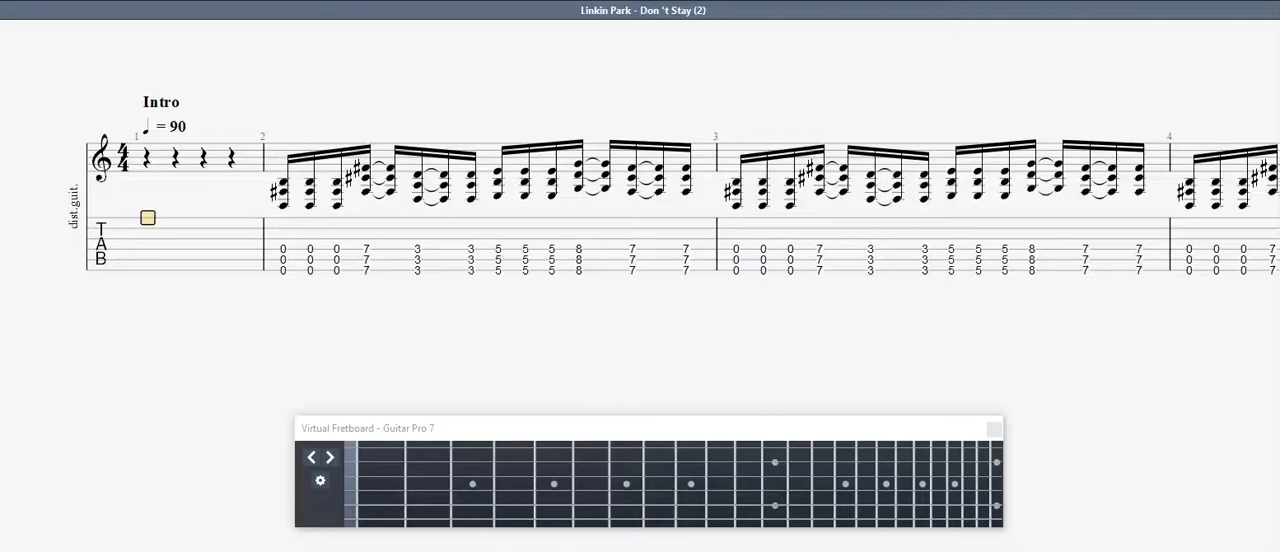 Linkin Park - Don 't Stay (2)
Intro
♩ = 90
1 2 3 4
4
4
dist.guit.
T
A 0 0 0 7 3 3 5 5 5 8 7 7 0 0 0 7 3 3 5 5 5 8 7 7 0 0 0 7
B 0 0 0 7 3 3 5 5 5 8 7 7 0 0 0 7 3 3 5 5 5 8 7 7 0 0 0 7
0 0 0 7 3 3 5 5 5 8 7 7 0 0 0 7 3 3 5 5 5 8 7 7 0 0 0 7
Virtual Fretboard - Guitar Pro 7